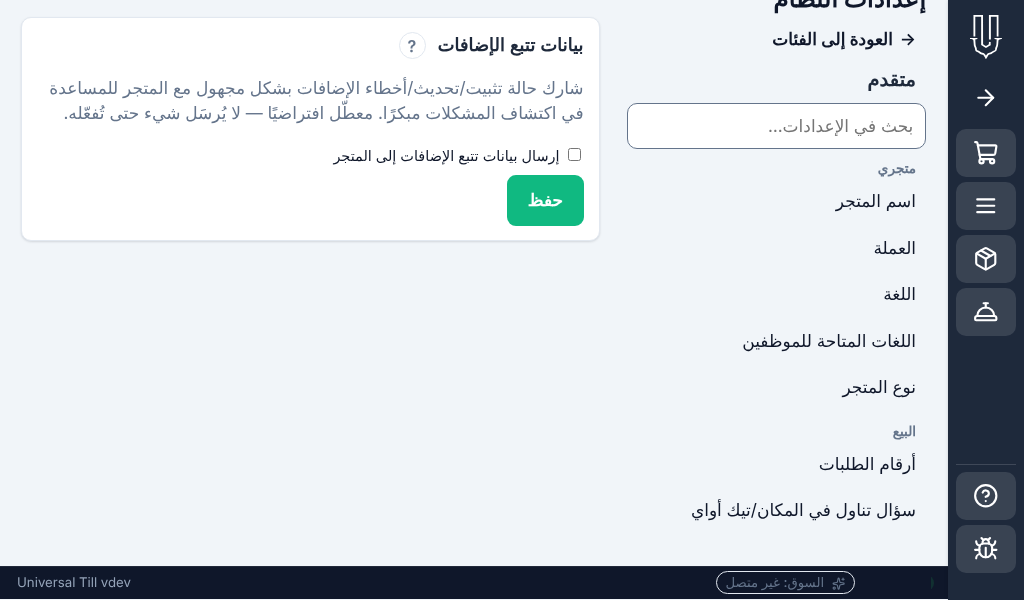 إعدادات النظام
→ العودة إلى الفئات
متقدم
بحث في الإعدادات...
متجري
اسم المتجر
العملة
اللغة
اللغات المتاحة للموظفين
نوع المتجر
البيع
أرقام الطلبات
سؤال تناول في المكان/تيك أواي
بيانات تتبع الإضافات ?
شارك حالة تثبيت/تحديث/أخطاء الإضافات بشكل مجهول مع المتجر للمساعدة
في اكتشاف المشكلات مبكرًا. معطّل افتراضيًا — لا يُرسَل شيء حتى تُفعّله.
إرسال بيانات تتبع الإضافات إلى المتجر
حفظ
السوق: غير متصل
Universal Till vdev